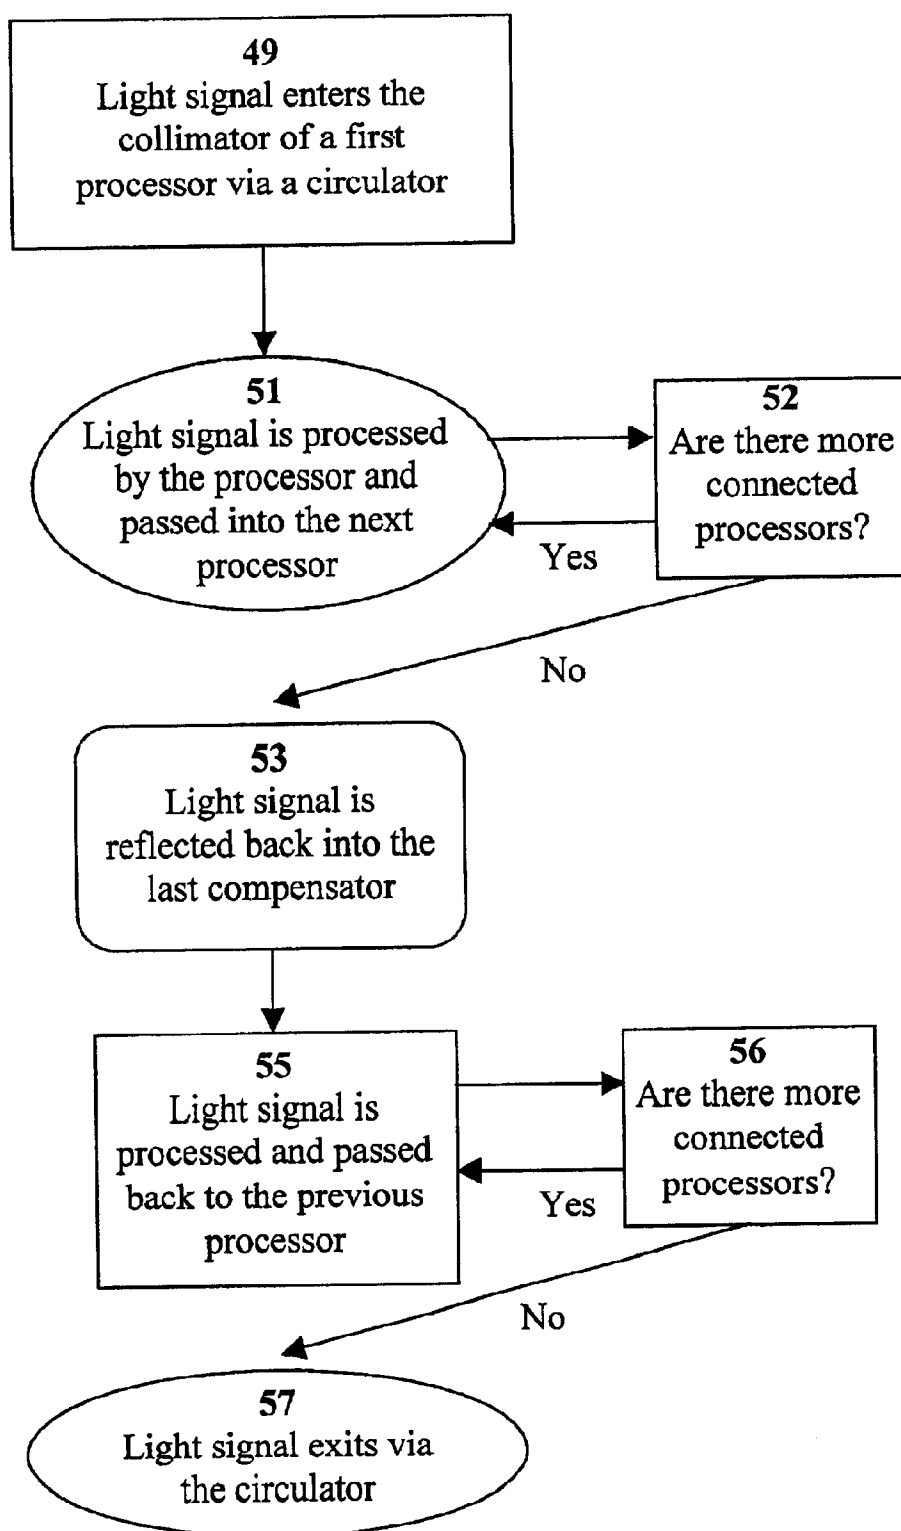 49
Light signal enters the
collimator of a first
processor via a circulator
51
Light signal is processed
by the processor and
passed into the next
processor
52
Are there more
connected
processors?
Yes
No
53
Light signal is
reflected back into the
last compensator
55
Light signal is
processed and passed
back to the previous
processor
56
Are there more
connected
processors?
Yes
No
57
Light signal exits via
the circulator